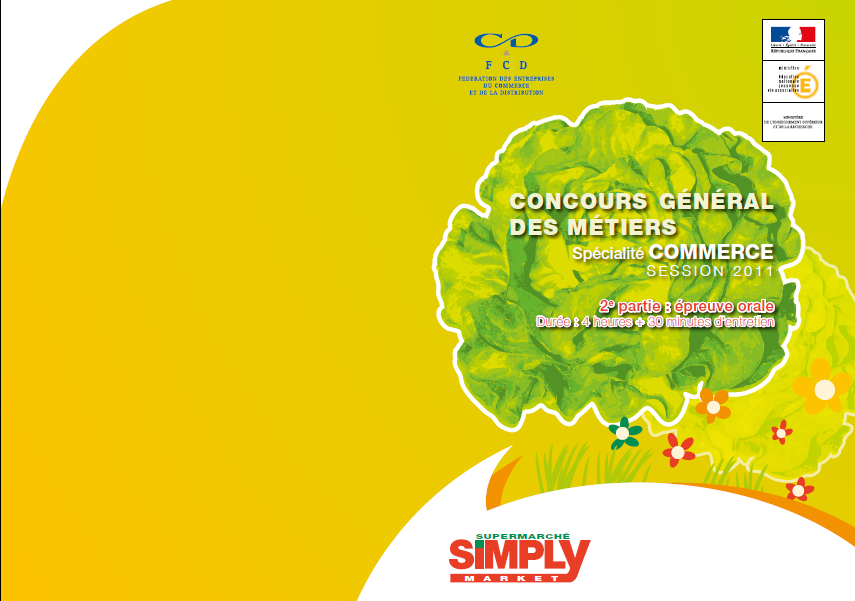 FCD
FEDERATION DES ENTREPRISES
DU COMMERCE
ET DE LA DISTRIBUTION
Liberté • Égalité • Fraternité
RÉPUBLIQUE FRANÇAISE
ministère
éducation
nationale
jeunesse
vie associative
É
MINISTÈRE
DE L'ENSEIGNEMENT SUPÉRIEUR
ET DE LA RECHERCHE
CONCOURS GÉNÉRAL
DES MÉTIERS
Spécialité COMMERCE
SESSION 2011
2e partie : épreuve orale
Durée : 4 heures + 30 minutes d'entretien
SUPERMARCHÉ
SiMPLY
MARKET